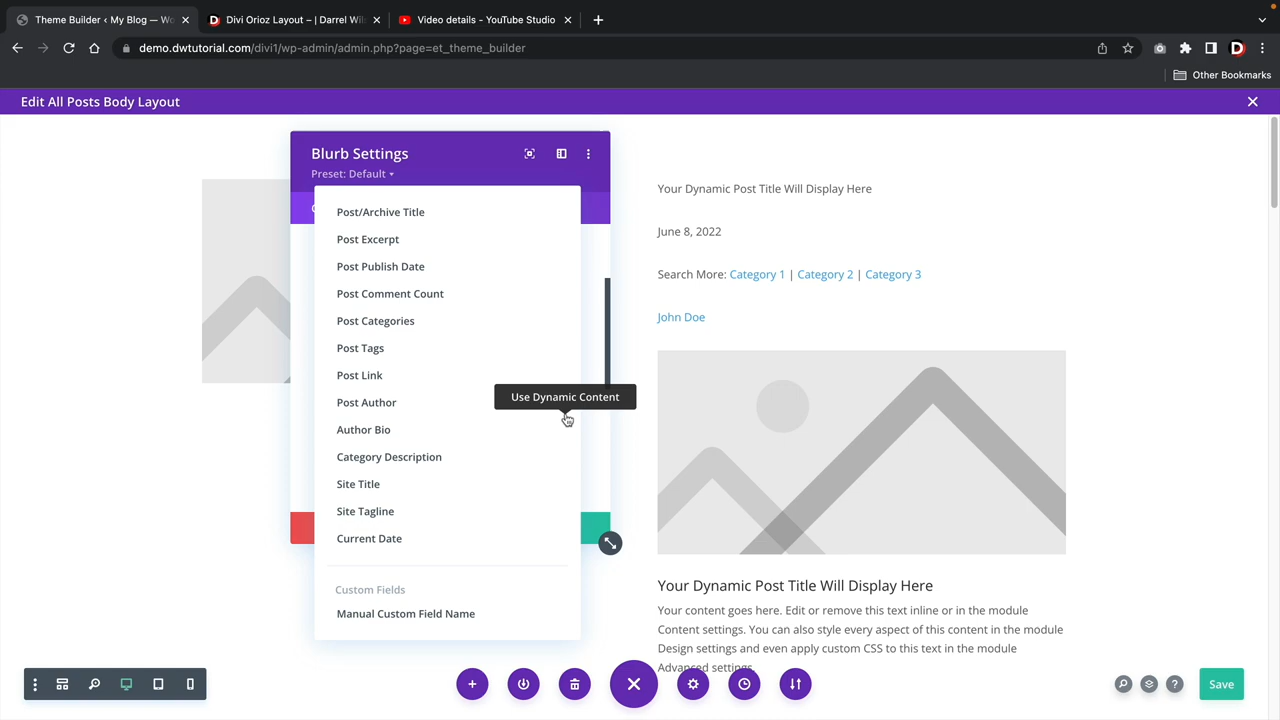 Theme Builder < My Blog — Wo
Divi Orioz Layout – | Darrel Wils
Video details - YouTube Studio
demo.dwtutorial.com/divi1/wp-admin/admin.php?page=et_theme_builder
Other Bookmarks
Edit All Posts Body Layout
Blurb Settings
Preset: Default
Post/Archive Title
Post Excerpt
Post Publish Date
Post Comment Count
Post Categories
Post Tags
Post Link
Post Author
Use Dynamic Content
Author Bio
Category Description
Site Title
Site Tagline
Current Date
Custom Fields
Manual Custom Field Name
Your Dynamic Post Title Will Display Here
June 8, 2022
Search More: Category 1 | Category 2 | Category 3
John Doe
Your Dynamic Post Title Will Display Here
Your content goes here. Edit or remove this text inline or in the module
Content settings. You can also style every aspect of this content in the module
Design settings and even apply custom CSS to this text in the module
Advanced settings.
Save